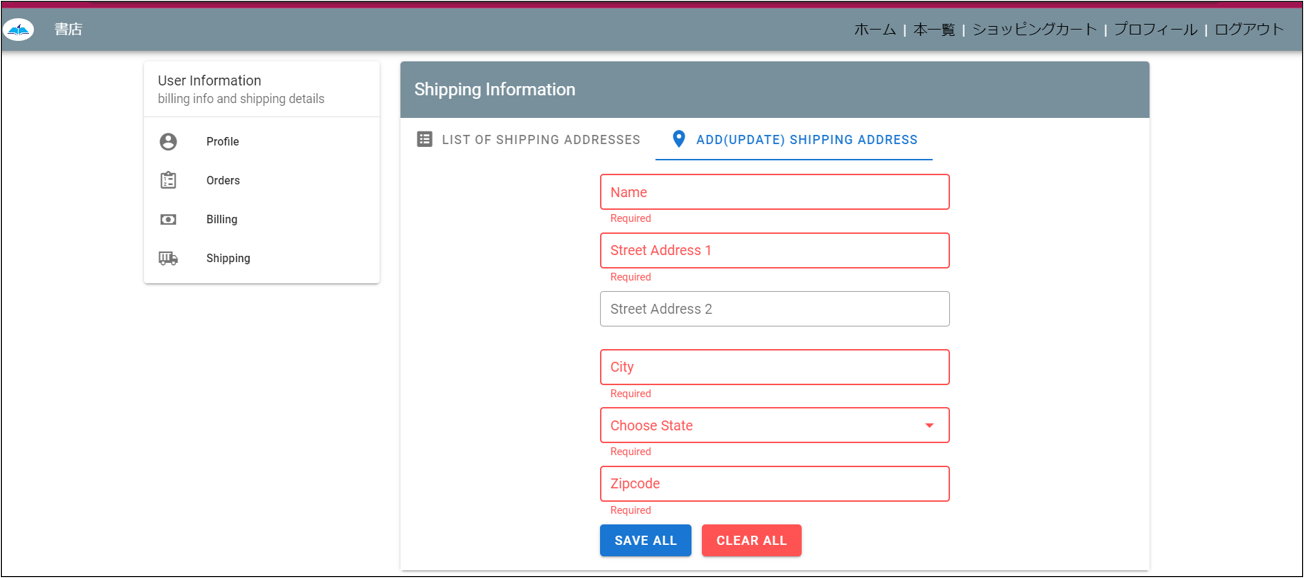 書店
ホーム | 本一覧 | ショッピングカート | プロフィール | ログアウト
User Information
billing info and shipping details
Profile
Orders
Billing
Shipping
Shipping Information
LIST OF SHIPPING ADDRESSES
ADD(UPDATE) SHIPPING ADDRESS
Name
Required
Street Address 1
Required
Street Address 2
City
Required
Choose State
Required
Zipcode
Required
SAVE ALL
CLEAR ALL